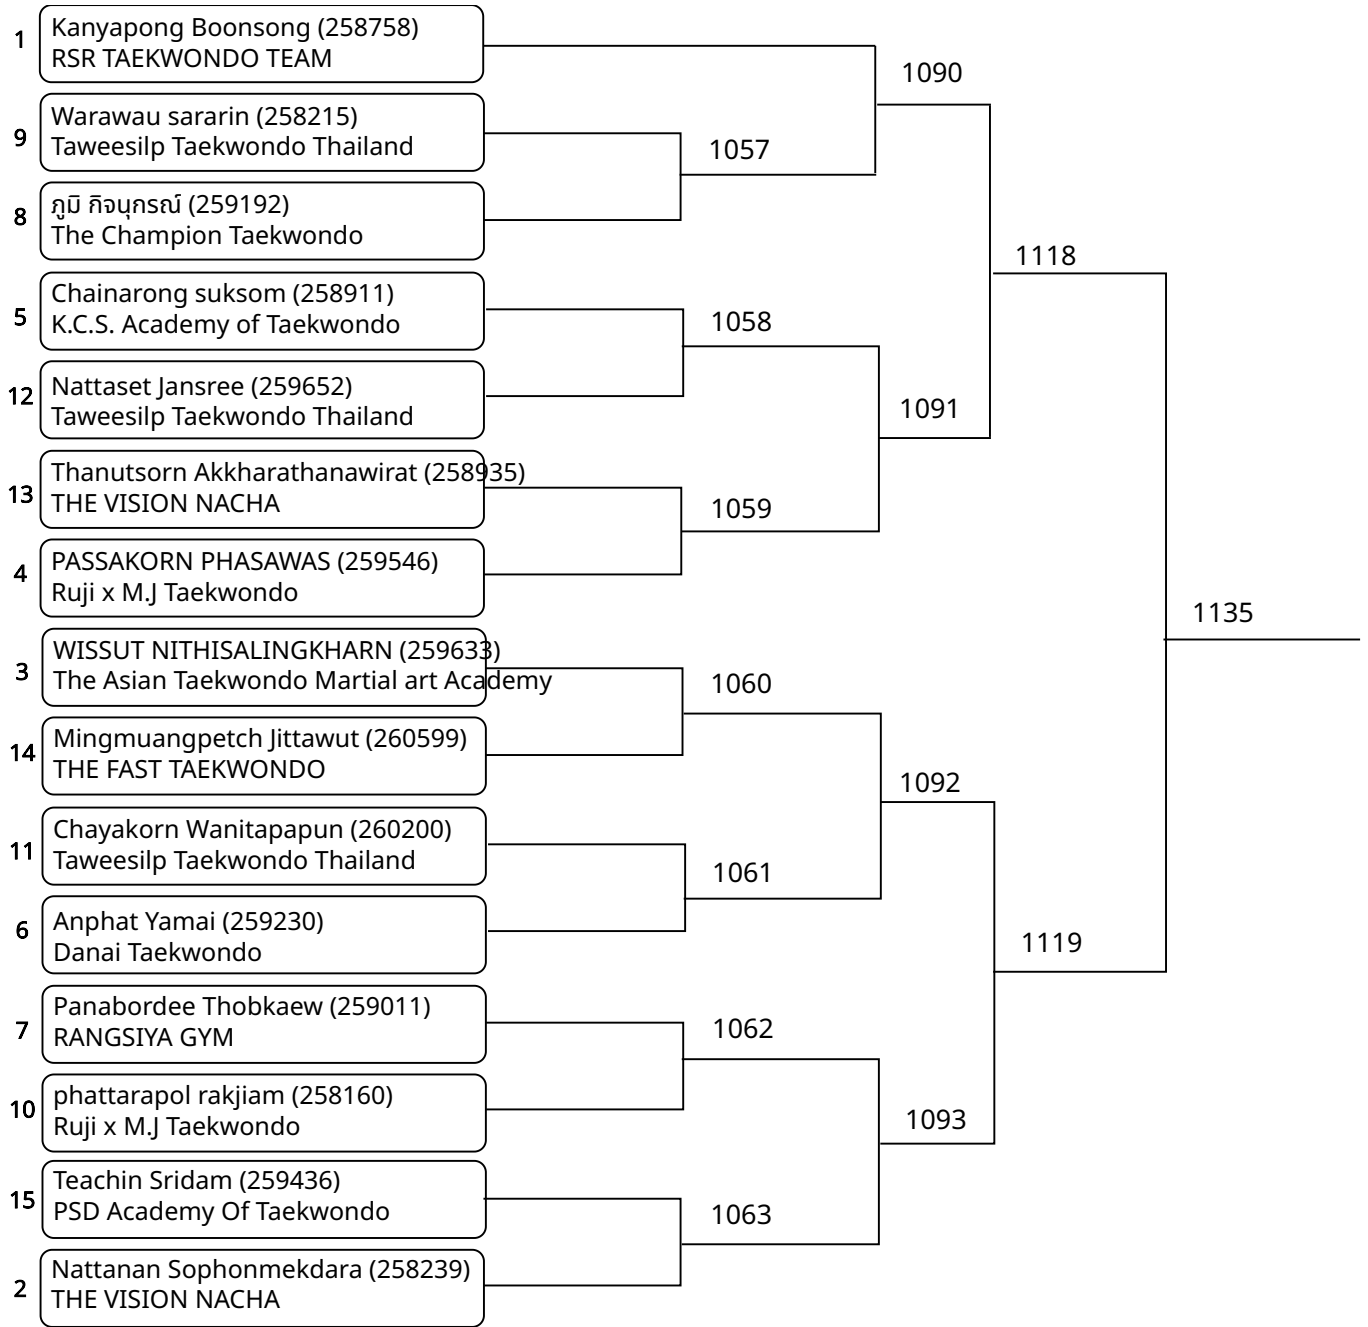 1
Kanyapong Boonsong (258758)
RSR TAEKWONDO TEAM
9
Warawau sararin (258215)
Taweesilp Taekwondo Thailand
8
ภูมิ กิจนุกรณ์ (259192)
The Champion Taekwondo
5
Chainarong suksom (258911)
K.C.S. Academy of Taekwondo
12
Nattaset Jansree (259652)
Taweesilp Taekwondo Thailand
13
Thanutsorn Akkharathanawirat (258935)
THE VISION NACHA
4
PASSAKORN PHASAWAS (259546)
Ruji x M.J Taekwondo
3
WISSUT NITHISALINGKHARN (259633)
The Asian Taekwondo Martial art Academy
14
Mingmuangpetch Jittawut (260599)
THE FAST TAEKWONDO
11
Chayakorn Wanitapapun (260200)
Taweesilp Taekwondo Thailand
6
Anphat Yamai (259230)
Danai Taekwondo
7
Panabordee Thobkaew (259011)
RANGSIYA GYM
10
phattarapol rakjiam (258160)
Ruji x M.J Taekwondo
15
Teachin Sridam (259436)
PSD Academy Of Taekwondo
2
Nattanan Sophonmekdara (258239)
THE VISION NACHA
1057
1058
1059
1060
1061
1062
1063
1090
1091
1092
1093
1118
1119
1135